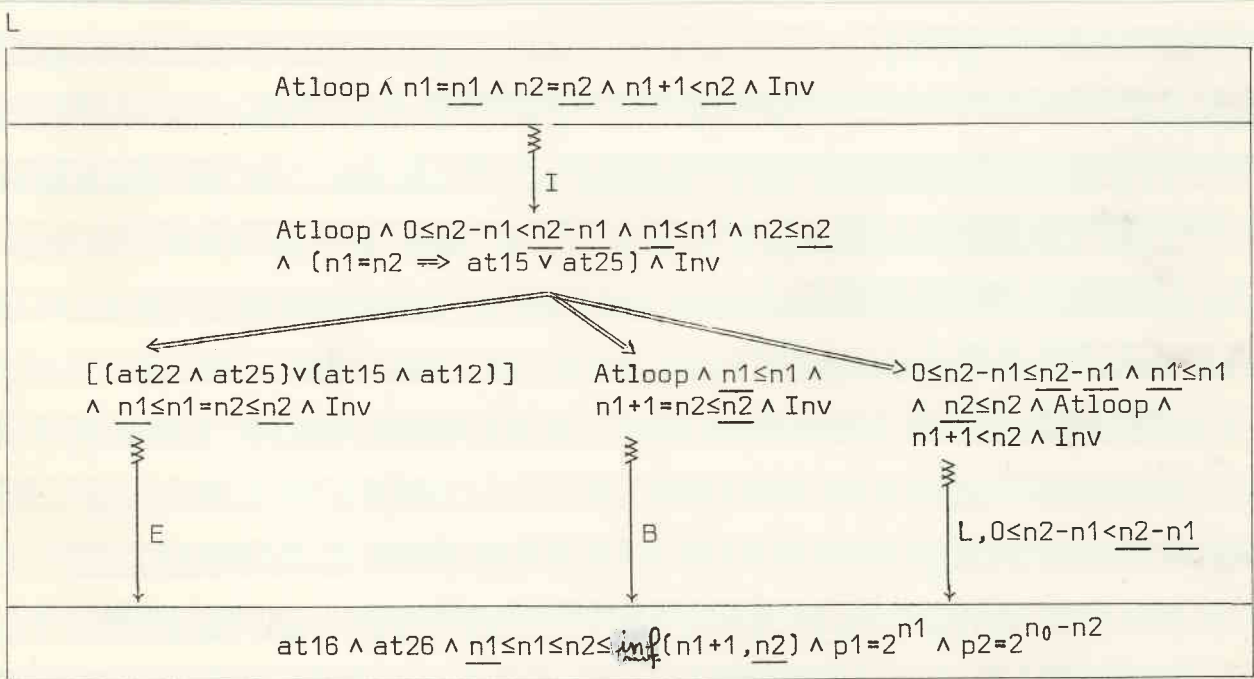 L
Atloop ∧ n1=n1 ∧ n2=n2 ∧ n1+1<n2 ∧ Inv
I
Atloop ∧ 0≤n2-n1<n2-n1 ∧ n1≤n1 ∧ n2≤n2
∧ (n1=n2 ⟹ at15 ∨ at25) ∧ Inv
[(at22 ∧ at25)∨(at15 ∧ at12)]
∧ n1≤n1=n2≤n2 ∧ Inv
Atloop ∧ n1≤n1 ∧
n1+1=n2≤n2 ∧ Inv
0≤n2-n1≤n2-n1 ∧ n1≤n1
∧ n2≤n2 ∧ Atloop ∧
n1+1<n2 ∧ Inv
E
B
L,0≤n2-n1<n2-n1
at16 ∧ at26 ∧ n1≤n1≤n2≤inf(n1+1,n2) ∧ p1=2^n1 ∧ p2=2^n0-n2